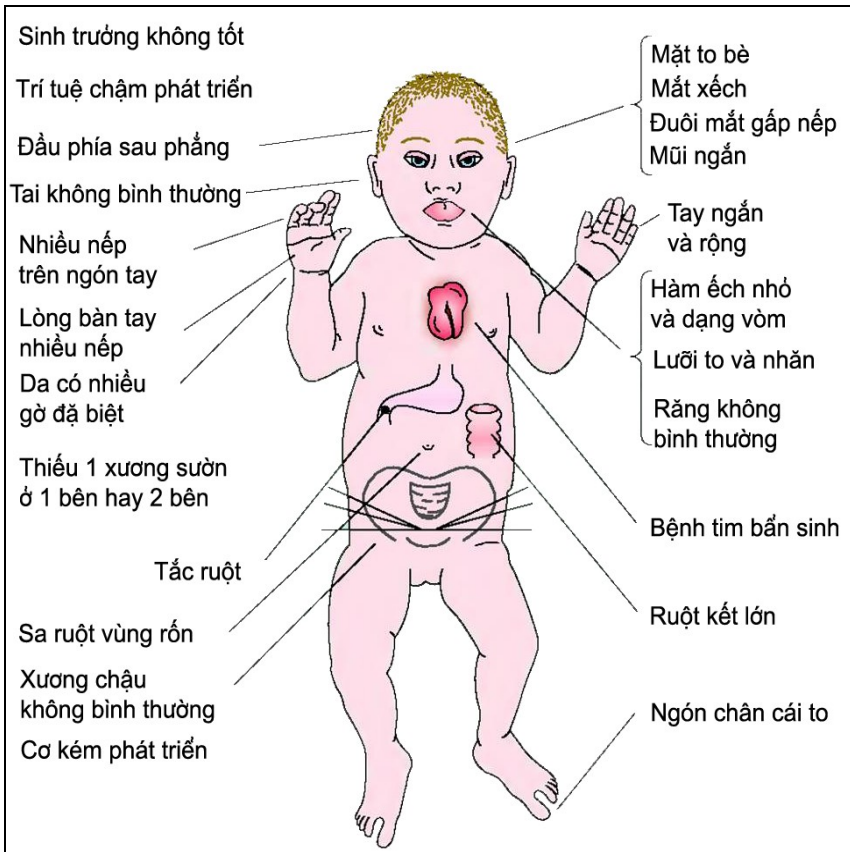 Sinh trưởng không tốt
Trí tuệ chậm phát triển
Đầu phía sau phẳng
Tai không bình thường
Nhiều nếp
trên ngón tay
Lòng bàn tay
nhiều nếp
Da có nhiều
gờ đặ biệt
Thiếu 1 xương sườn
ở 1 bên hay 2 bên
Tắc ruột
Sa ruột vùng rốn
Xương chậu
không bình thường
Cơ kém phát triển
Mặt to bè
Mắt xếch
Đuôi mắt gấp nếp
Mũi ngắn
Tay ngắn
và rộng
Hàm ếch nhỏ
và dạng vòm
Lưỡi to và nhăn
Răng không
bình thường
Bệnh tim bẩn sinh
Ruột kết lớn
Ngón chân cái to